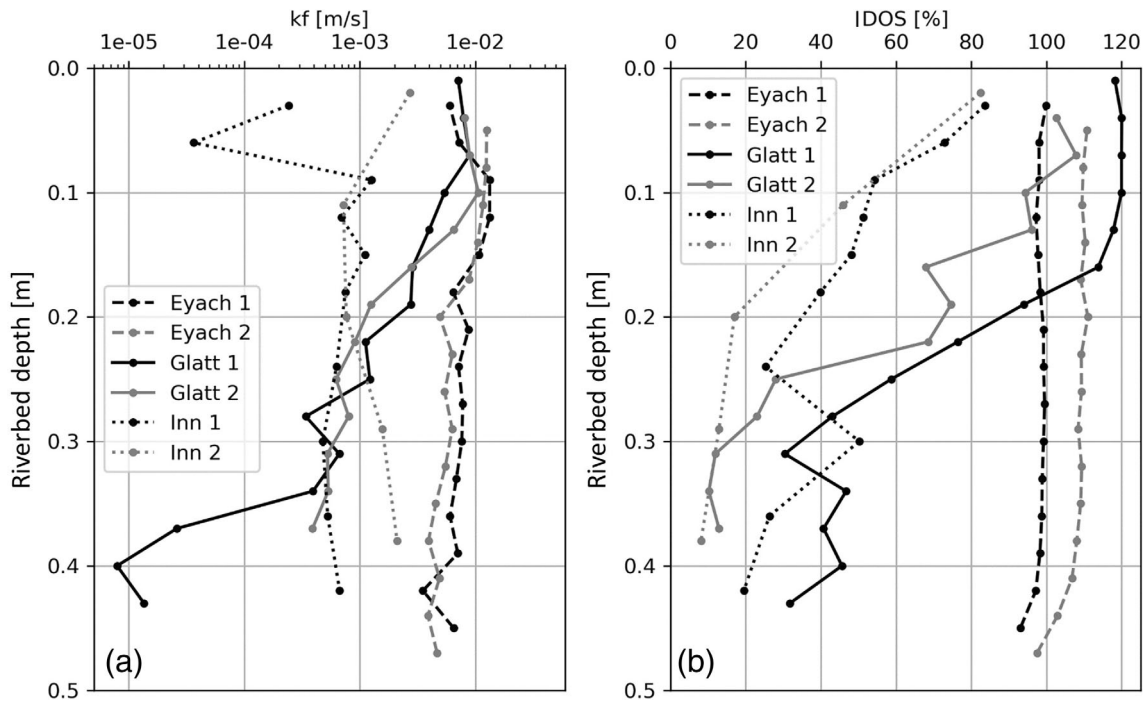 kf [m/s]
1e-05 1e-04 1e-03 1e-02
0.0
0.1
0.2
0.3
0.4
0.5
Riverbed depth [m]
Eyach 1
Eyach 2
Glatt 1
Glatt 2
Inn 1
Inn 2
(a)
IDOS [%]
0 20 40 60 80 100 120
0.0
0.1
0.2
0.3
0.4
0.5
Riverbed depth [m]
Eyach 1
Eyach 2
Glatt 1
Glatt 2
Inn 1
Inn 2
(b)